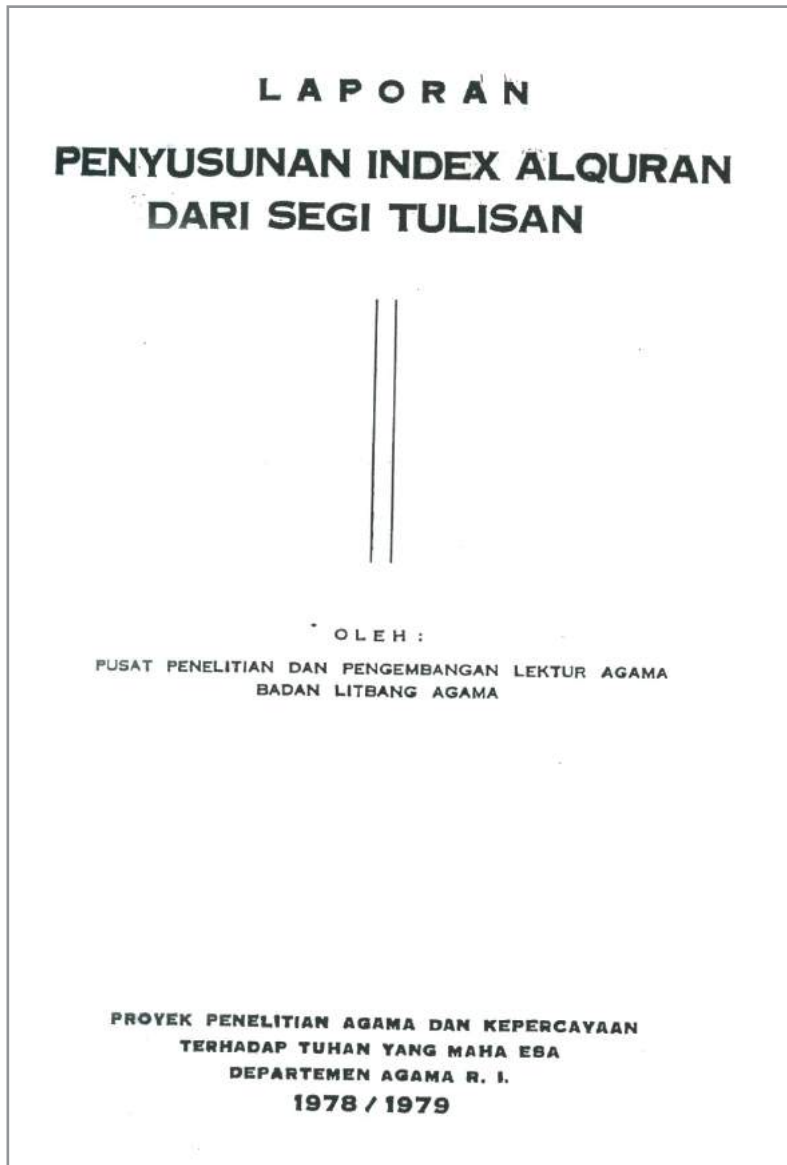 LAPORAN
PENYUSUNAN INDEX ALQURAN
DARI SEGI TULISAN
OLEH :
PUSAT PENELITIAN DAN PENGEMBANGAN LEKTUR AGAMA
BADAN LITBANG AGAMA
PROYEK PENELITIAN AGAMA DAN KEPERCAYAAN
TERHADAP TUHAN YANG MAHA ESA
DEPARTEMEN AGAMA R. I.
1978 / 1979